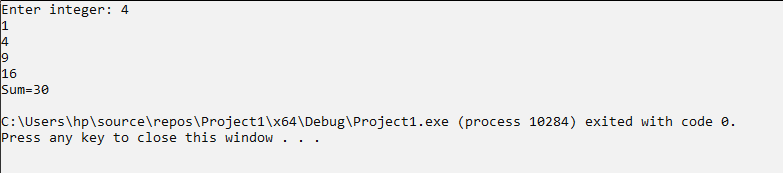 Enter integer: 4
1
4
9
16
Sum=30
C:\Users\hp\source\repos\Project1\x64\Debug\Project1.exe (process 10284) exited with code 0.
Press any key to close this window . . .